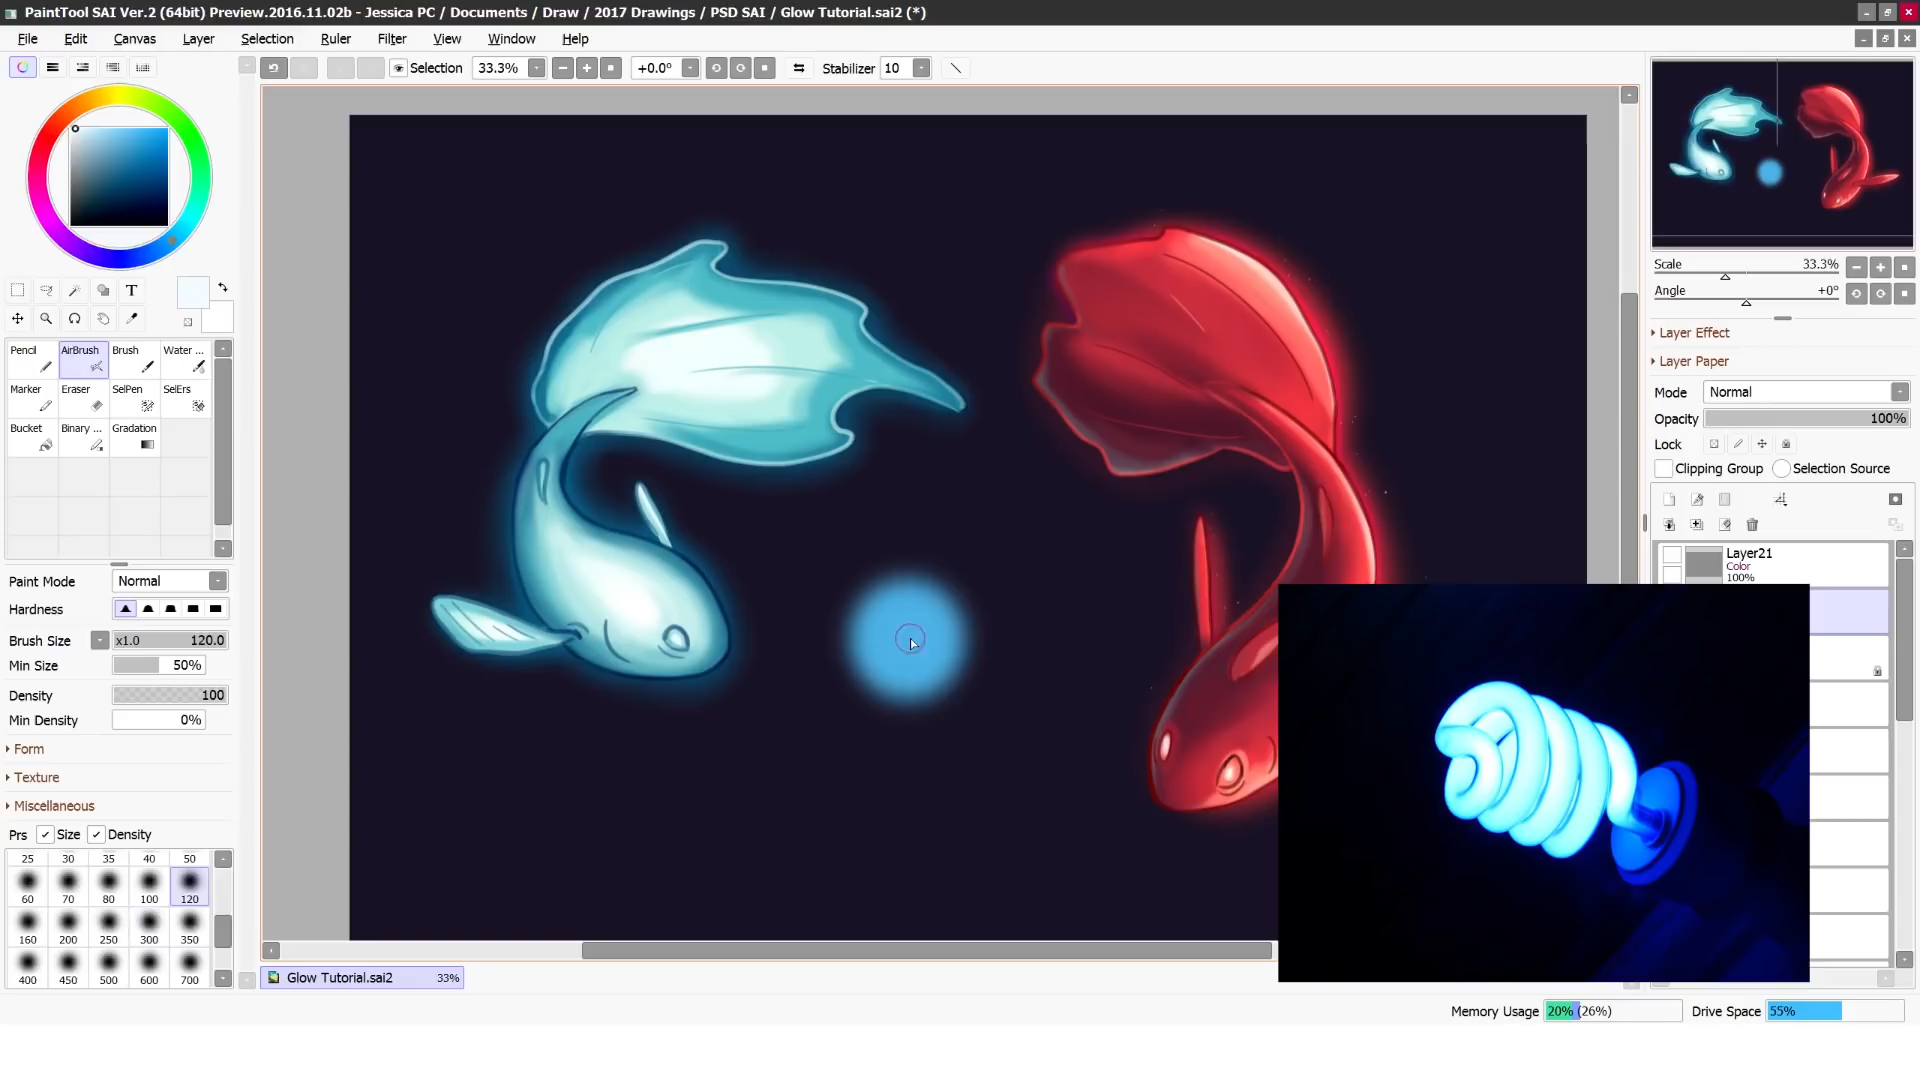 PaintTool SAI Ver.2 (64bit) Preview.2016.11.02b - Jessica PC / Documents / Draw / 2017 Drawings / PSD SAI / Glow Tutorial.sai2 (*)
File Edit Canvas Layer Selection Ruler Filter View Window Help
Selection 33.3% +0.0° Stabilizer 10
Scale 33.3%
Angle +0°
Layer Effect
Layer Paper
Mode Normal
Opacity 100%
Lock
Clipping Group Selection Source
Layer21
Color
100%
T
Pencil AirBrush Brush Water ...
Marker Eraser SelPen SelErs
Bucket Binary ... Gradation
Paint Mode Normal
Hardness
Brush Size x1.0 120.0
Min Size 50%
Density 100
Min Density 0%
Form
Texture
Miscellaneous
Prs Size Density
25 30 35 40 50
60 70 80 100 120
160 200 250 300 350
400 450 500 600 700
Glow Tutorial.sai2 33%
Memory Usage 20% (26%) Drive Space 55%